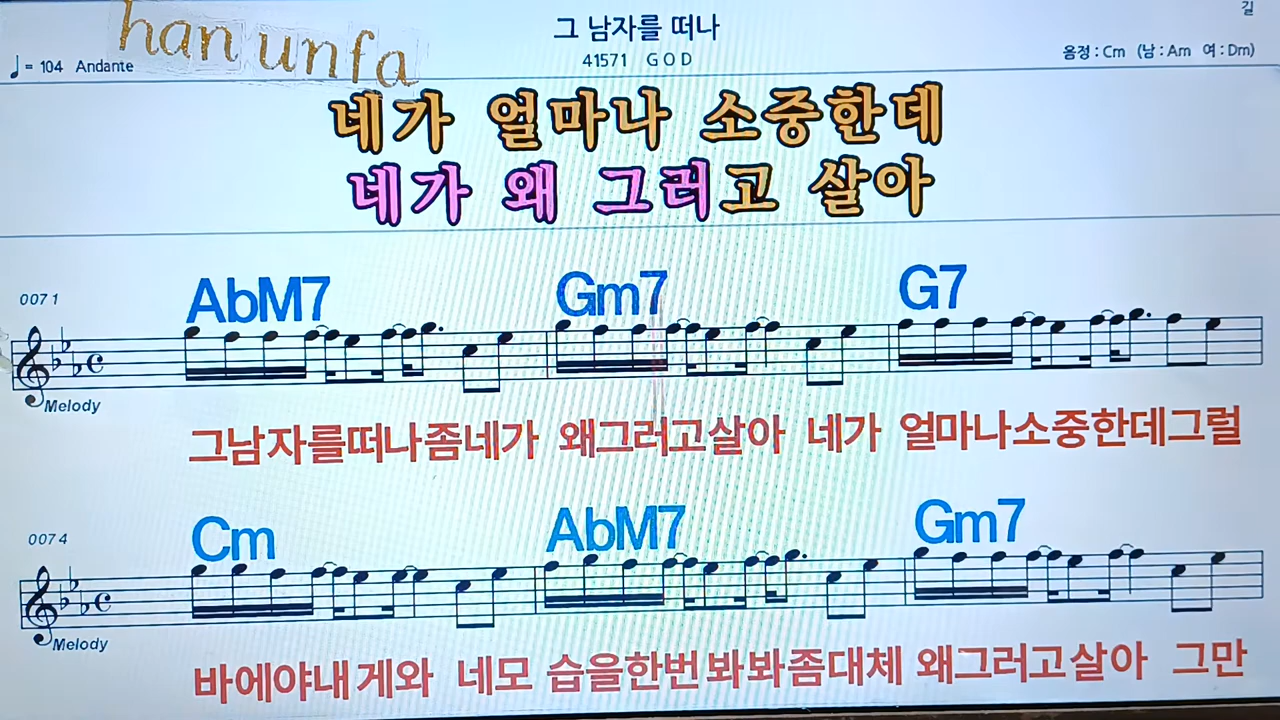 길
han unfa
그 남자를 떠나
♩= 104 Andante
41571 G O D
음정 : Cm (남 : Am 여 : Dm)
네가 얼마나 소중한데
네가 왜 그러고 살아
AbM7 Gm7 G7
0071
Melody
그남자를떠나좀네가 왜그러고살아 네가 얼마나소중한데그럴
Cm AbM7 Gm7
0074
Melody
바에야내게와 네모 습을한번봐봐좀대체 왜그러고살아 그만